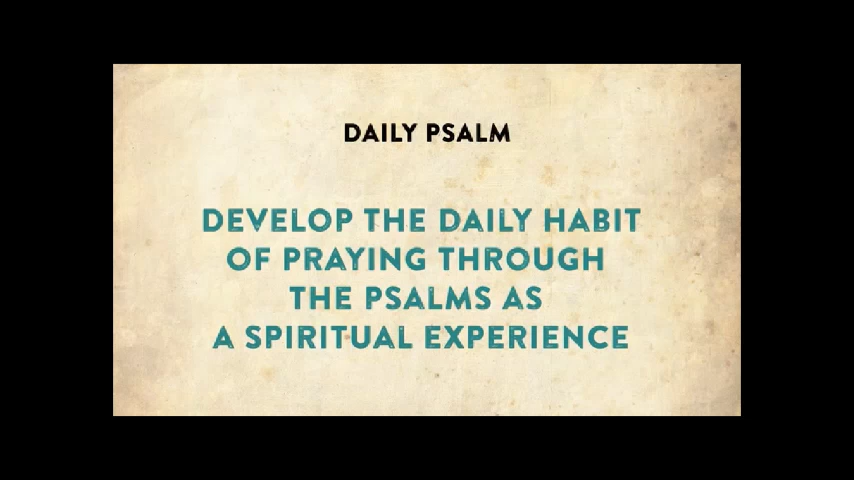 DAILY PSALM
DEVELOP THE DAILY HABIT
OF PRAYING THROUGH
THE PSALMS AS
A SPIRITUAL EXPERIENCE